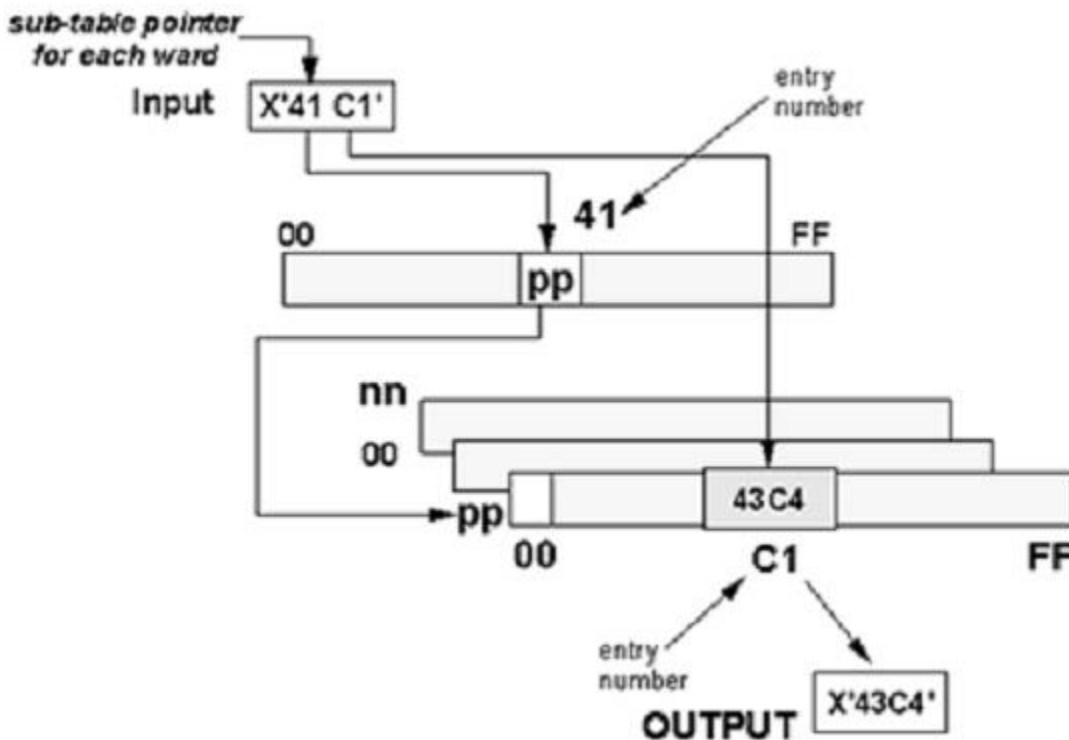 sub-table pointer
for each ward
Input
X'41 C1'
entry
number
41
00
FF
pp
nn
00
pp
43C4
00
C1
FF
entry
number
OUTPUT
X'43C4'